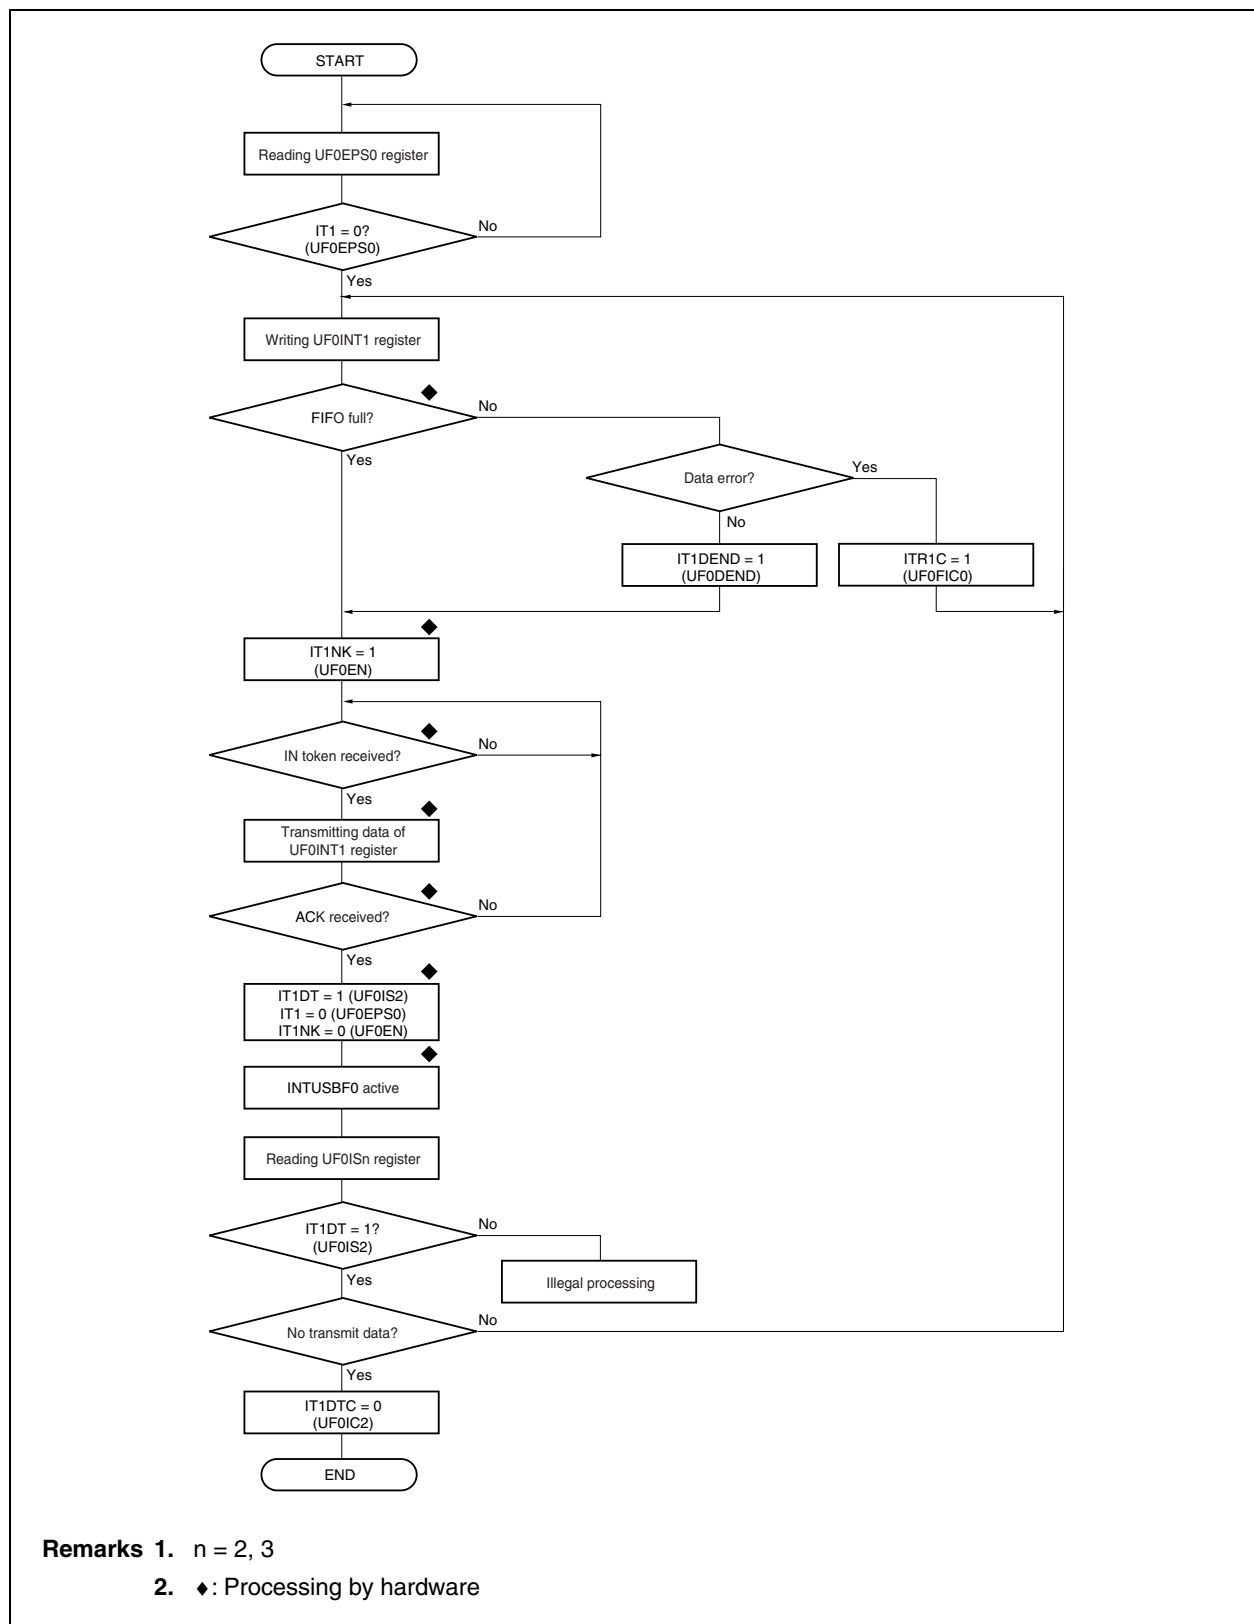 START
Reading UF0EPS0 register
IT1 = 0?
(UF0EPS0)
No
Yes
Writing UF0INT1 register
FIFO full?
No
Yes
Data error?
Yes
No
IT1DEND = 1
(UF0DEND)
ITR1C = 1
(UF0FIC0)
IT1NK = 1
(UF0EN)
IN token received?
No
Yes
Transmitting data of
UF0INT1 register
ACK received?
No
Yes
IT1DT = 1 (UF0IS2)
IT1 = 0 (UF0EPS0)
IT1NK = 0 (UF0EN)
INTUSBF0 active
Reading UF0ISn register
IT1DT = 1?
(UF0IS2)
No
Yes
Illegal processing
No transmit data?
No
Yes
IT1DTC = 0
(UF0IC2)
END
Remarks 1. n = 2, 3
2. ♦: Processing by hardware